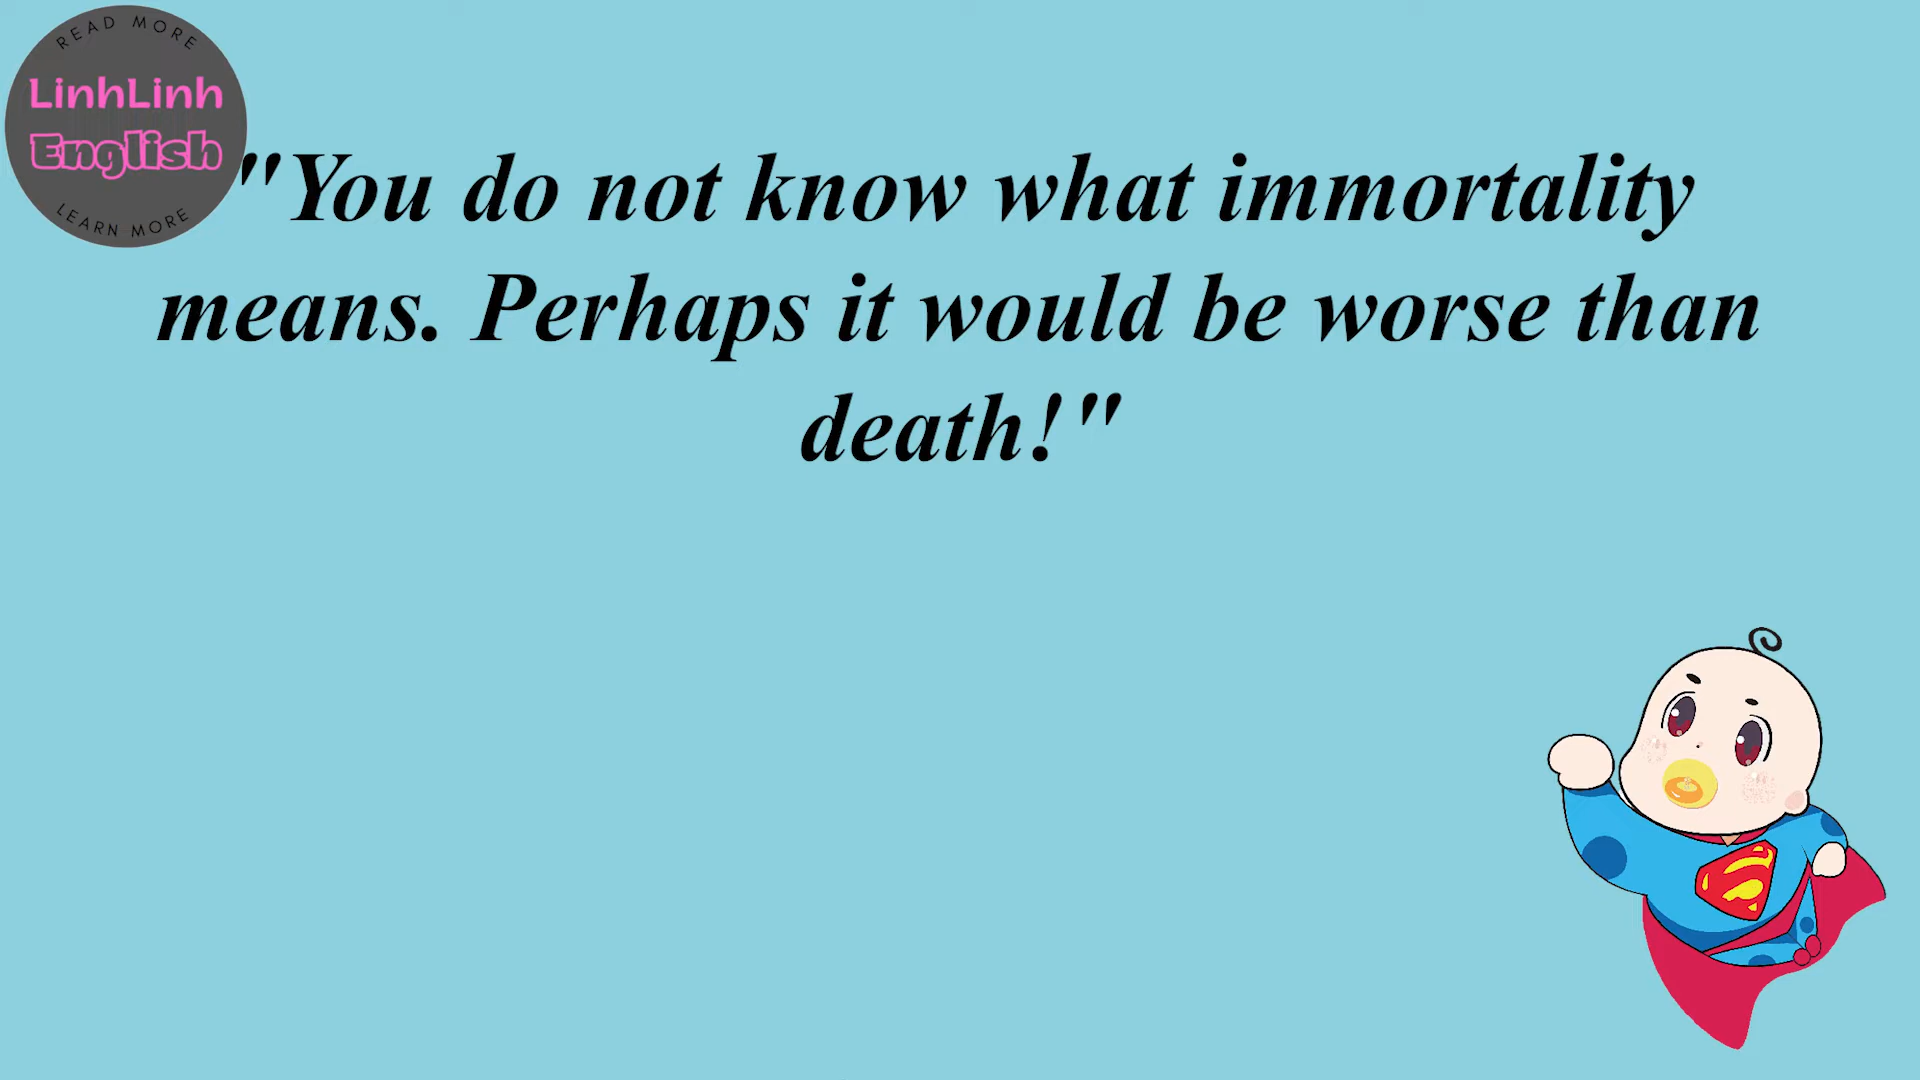 READ MORE
LinhLinh
English
LEARN MORE
"You do not know what immortality
means. Perhaps it would be worse than
death!"